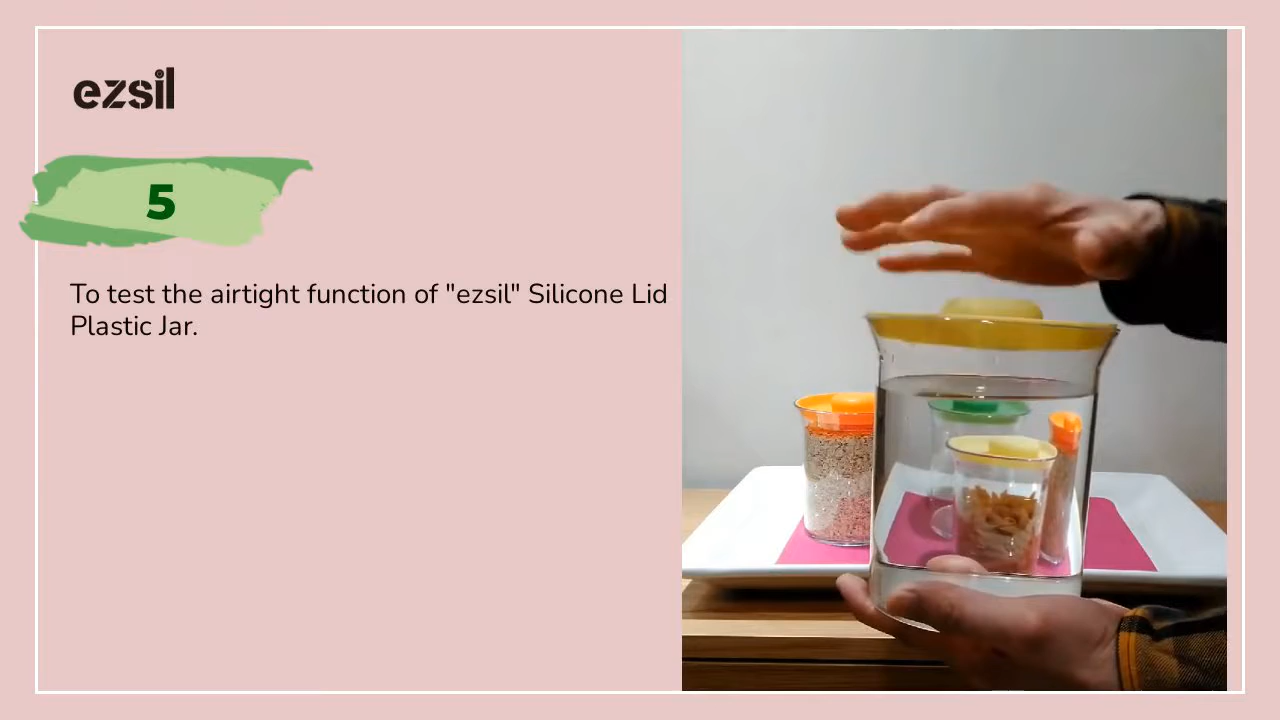 ezsil
5
To test the airtight function of "ezsil" Silicone Lid
Plastic Jar.